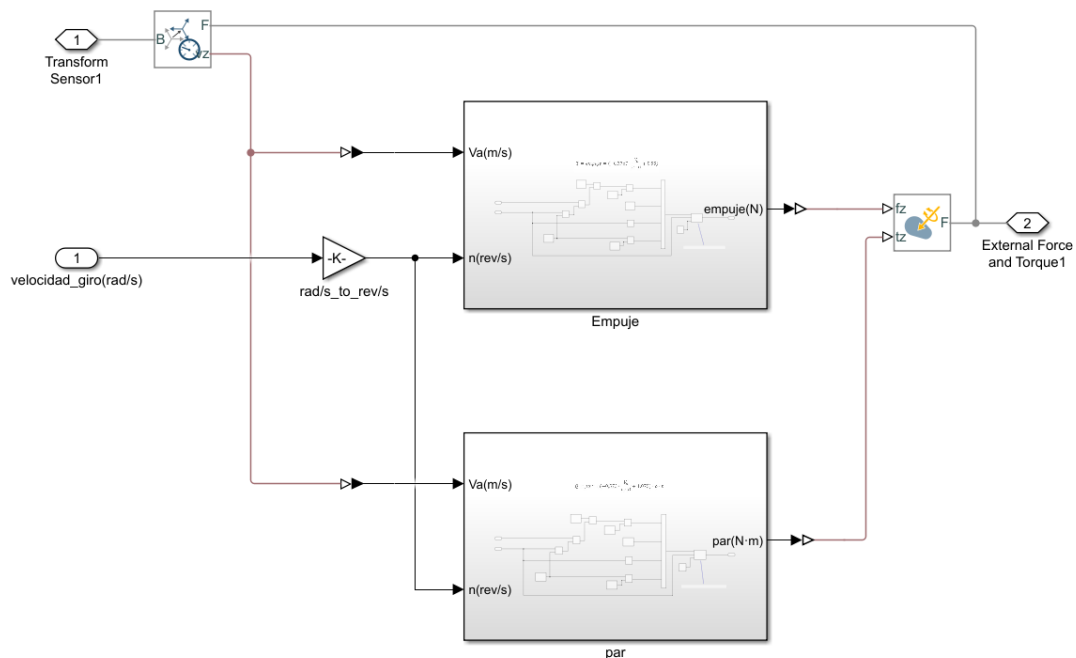 1
Transform
Sensor1
B
F
vz
Va(m/s)
empuje(N)
n(rev/s)
Empuje
1
velocidad_giro(rad/s)
-K-
rad/s_to_rev/s
fz
tz
F
2
External Force
and Torque1
Va(m/s)
par(N·m)
n(rev/s)
par